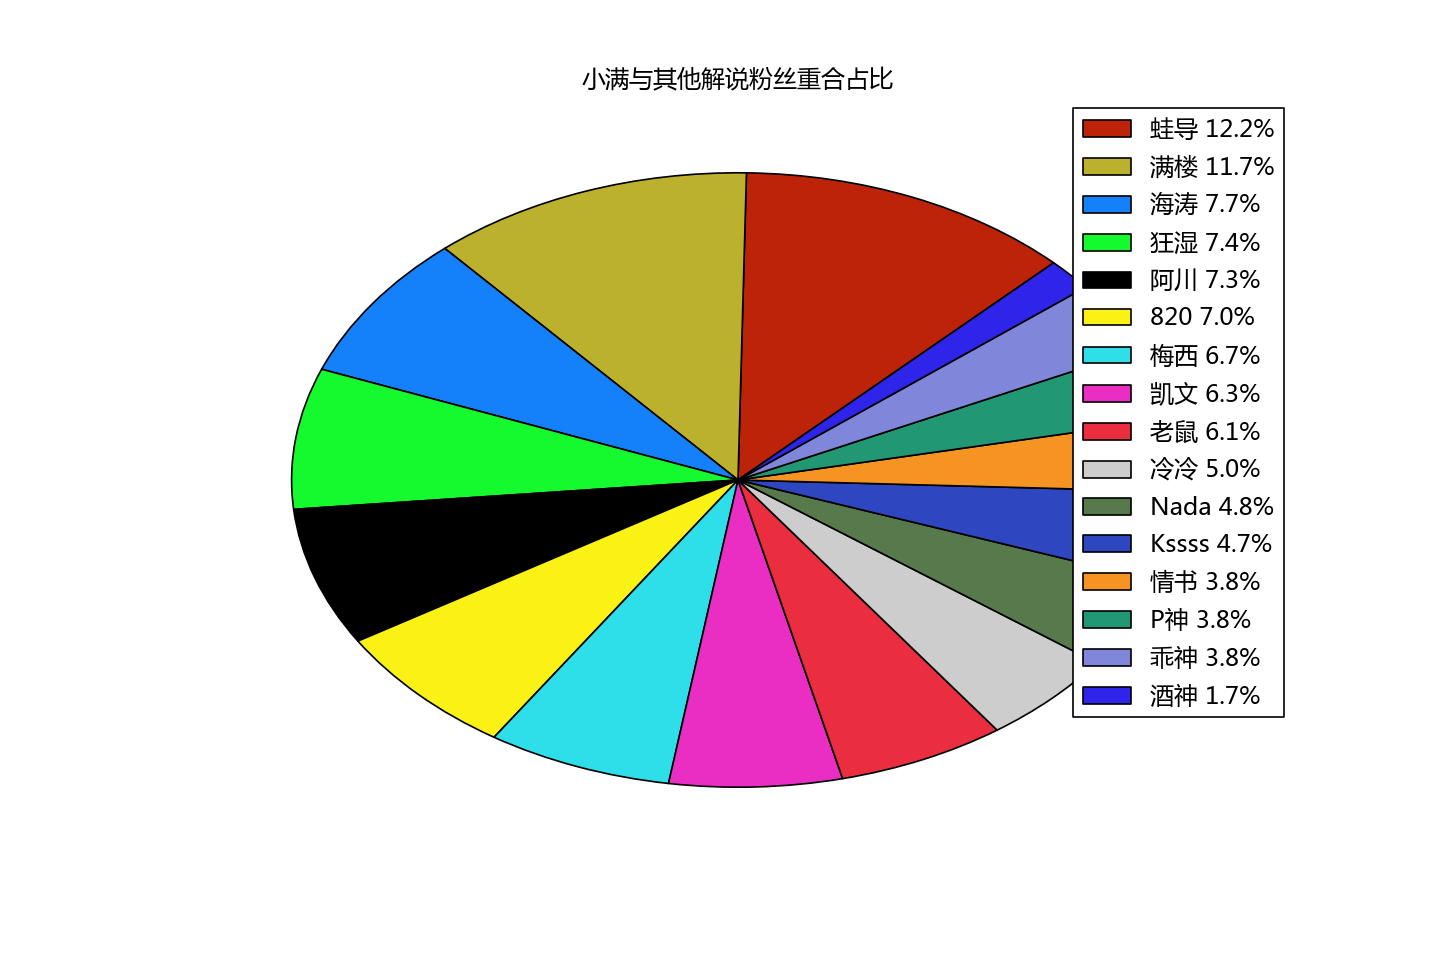 小满与其他解说粉丝重合占比
蛙导 12.2%
满楼 11.7%
海涛 7.7%
狂湿 7.4%
阿川 7.3%
820 7.0%
梅西 6.7%
凯文 6.3%
老鼠 6.1%
冷冷 5.0%
Nada 4.8%
Kssss 4.7%
情书 3.8%
P神 3.8%
乖神 3.8%
酒神 1.7%